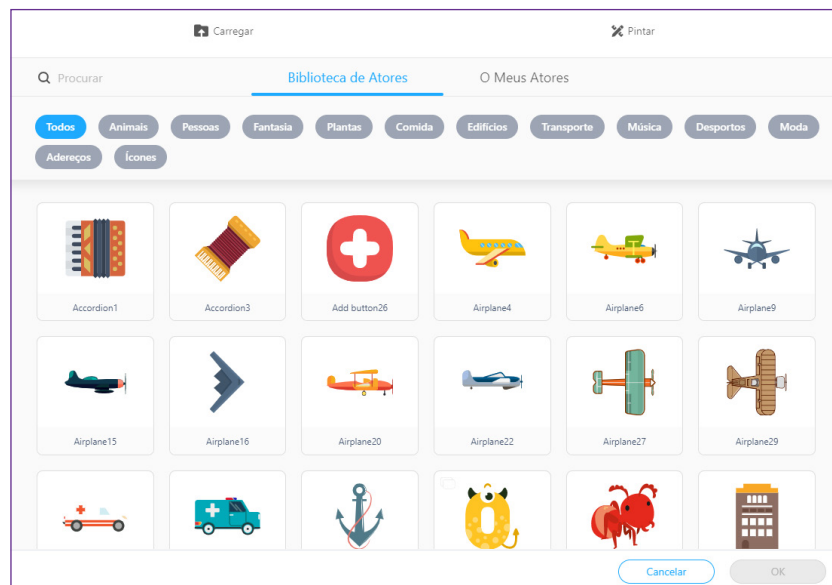 Carregar Pintar
Procurar Biblioteca de Atores O Meus Atores
Todos Animais Pessoas Fantasia Plantas Comida Edifícios Transporte Música Desportos Moda
Adereços Ícones
Accordion1 Accordion3 Add button26 Airplane4 Airplane6 Airplane9
Airplane15 Airplane16 Airplane20 Airplane22 Airplane27 Airplane29
Cancelar OK